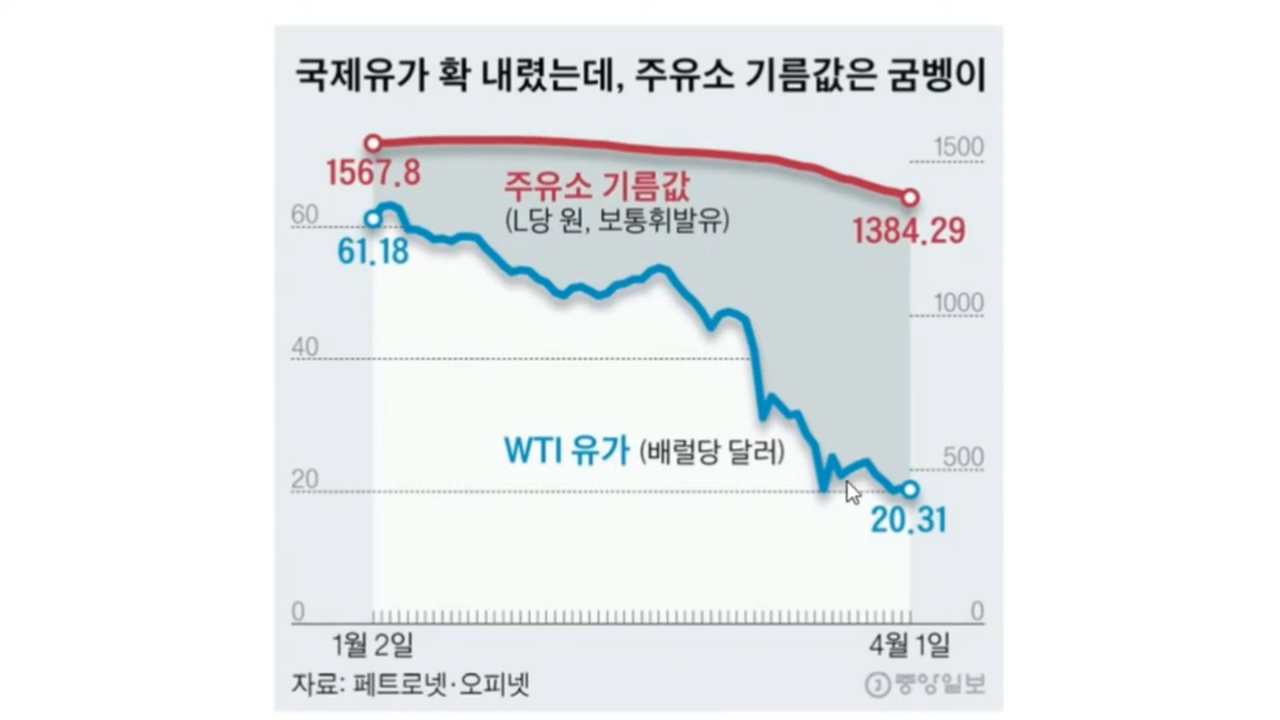 국제유가 확 내렸는데, 주유소 기름값은 굼벵이
1500
1567.8
주유소 기름값
(L당 원, 보통휘발유)
60
61.18
1384.29
1000
40
WTI 유가 (배럴당 달러)
500
20
20.31
0
0
1월 2일
4월 1일
자료: 페트로넷·오피넷
중앙일보